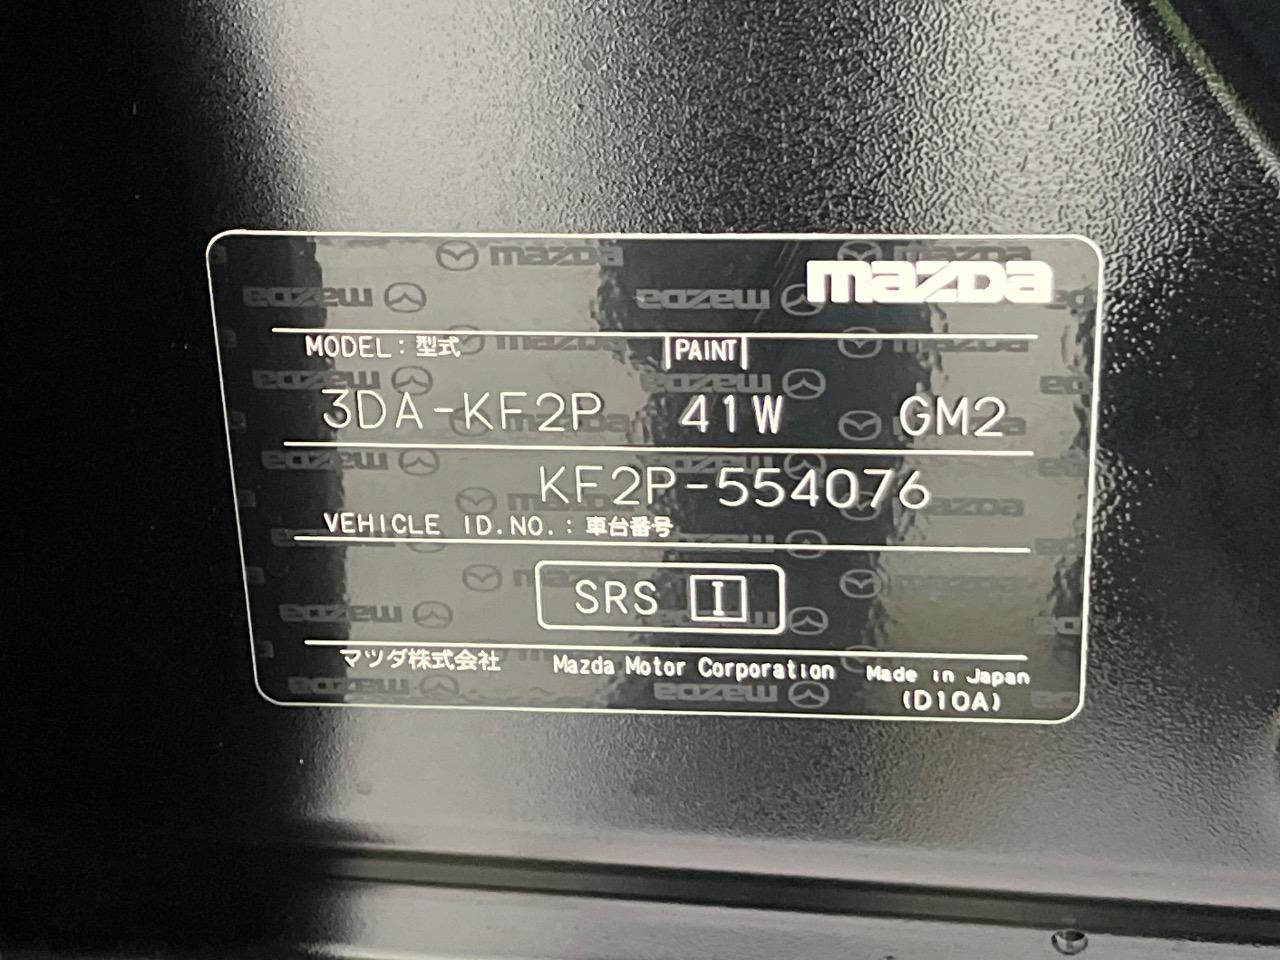 mazda
MODEL : 型式 PAINT
3DA-KF2P 41W GM2
KF2P-554076
VEHICLE ID.NO. : 車台番号
SRS I
マツダ株式会社 Mazda Motor Corporation Made in Japan
(D10A)